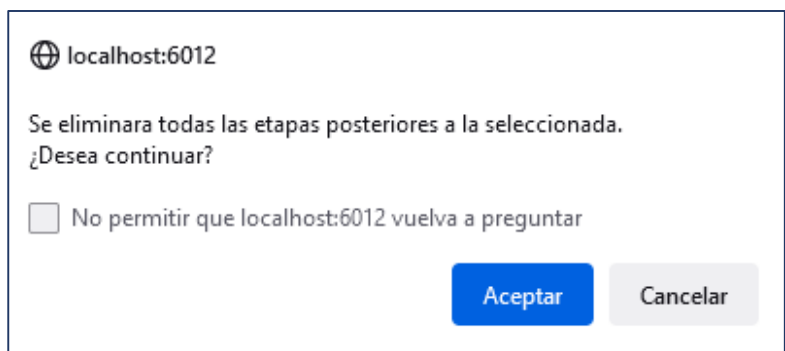 localhost:6012
Se eliminara todas las etapas posteriores a la seleccionada.
¿Desea continuar?
No permitir que localhost:6012 vuelva a preguntar
Aceptar
Cancelar